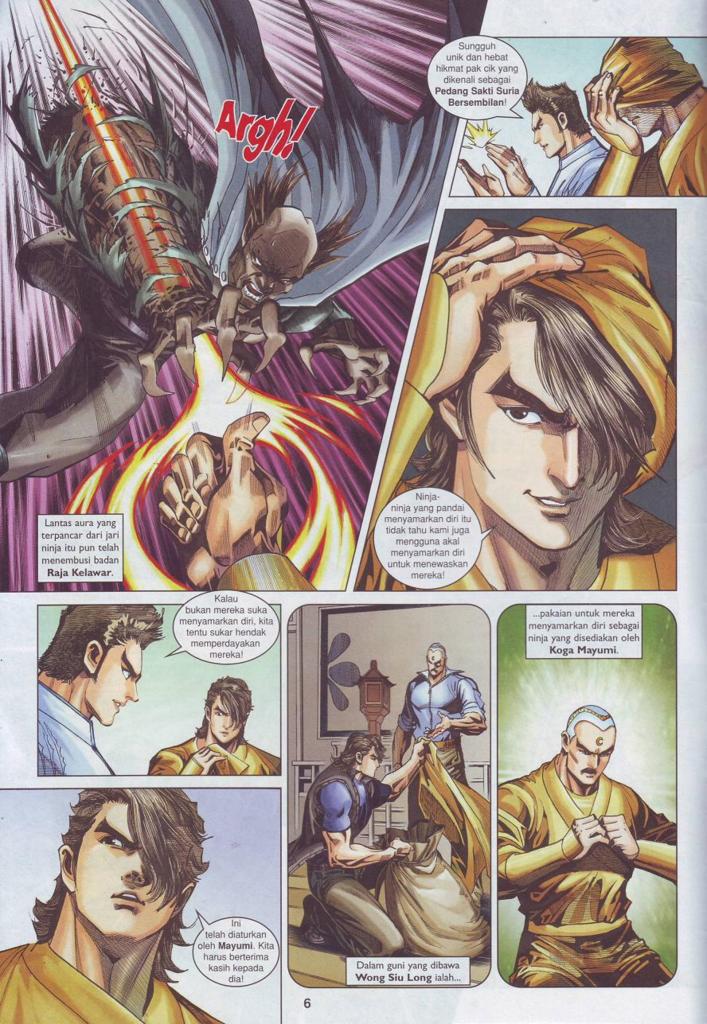 Argh!
Lantas aura yang
terpancar dari jari
ninja itu pun telah
menembusi badan
Raja Kelawar.
Sungguh
unik dan hebat
hikmat pak cik yang
dikenali sebagai
Pedang Sakti Suria
Bersembilan!
Ninja-
ninja yang pandai
menyamarkan diri itu
tidak tahu kami juga
mengguna akal
menyamarkan diri
untuk menewaskan
mereka!
Kalau
bukan mereka suka
menyamarkan diri, kita
tentu sukar hendak
memperdayakan
mereka!
Ini
telah diaturkan
oleh Mayumi. Kita
harus berterima
kasih kepada
dia!
Dalam guni yang dibawa
Wong Siu Long ialah...
...pakaian untuk mereka
menyamarkan diri sebagai
ninja yang disediakan oleh
Koga Mayumi.
6